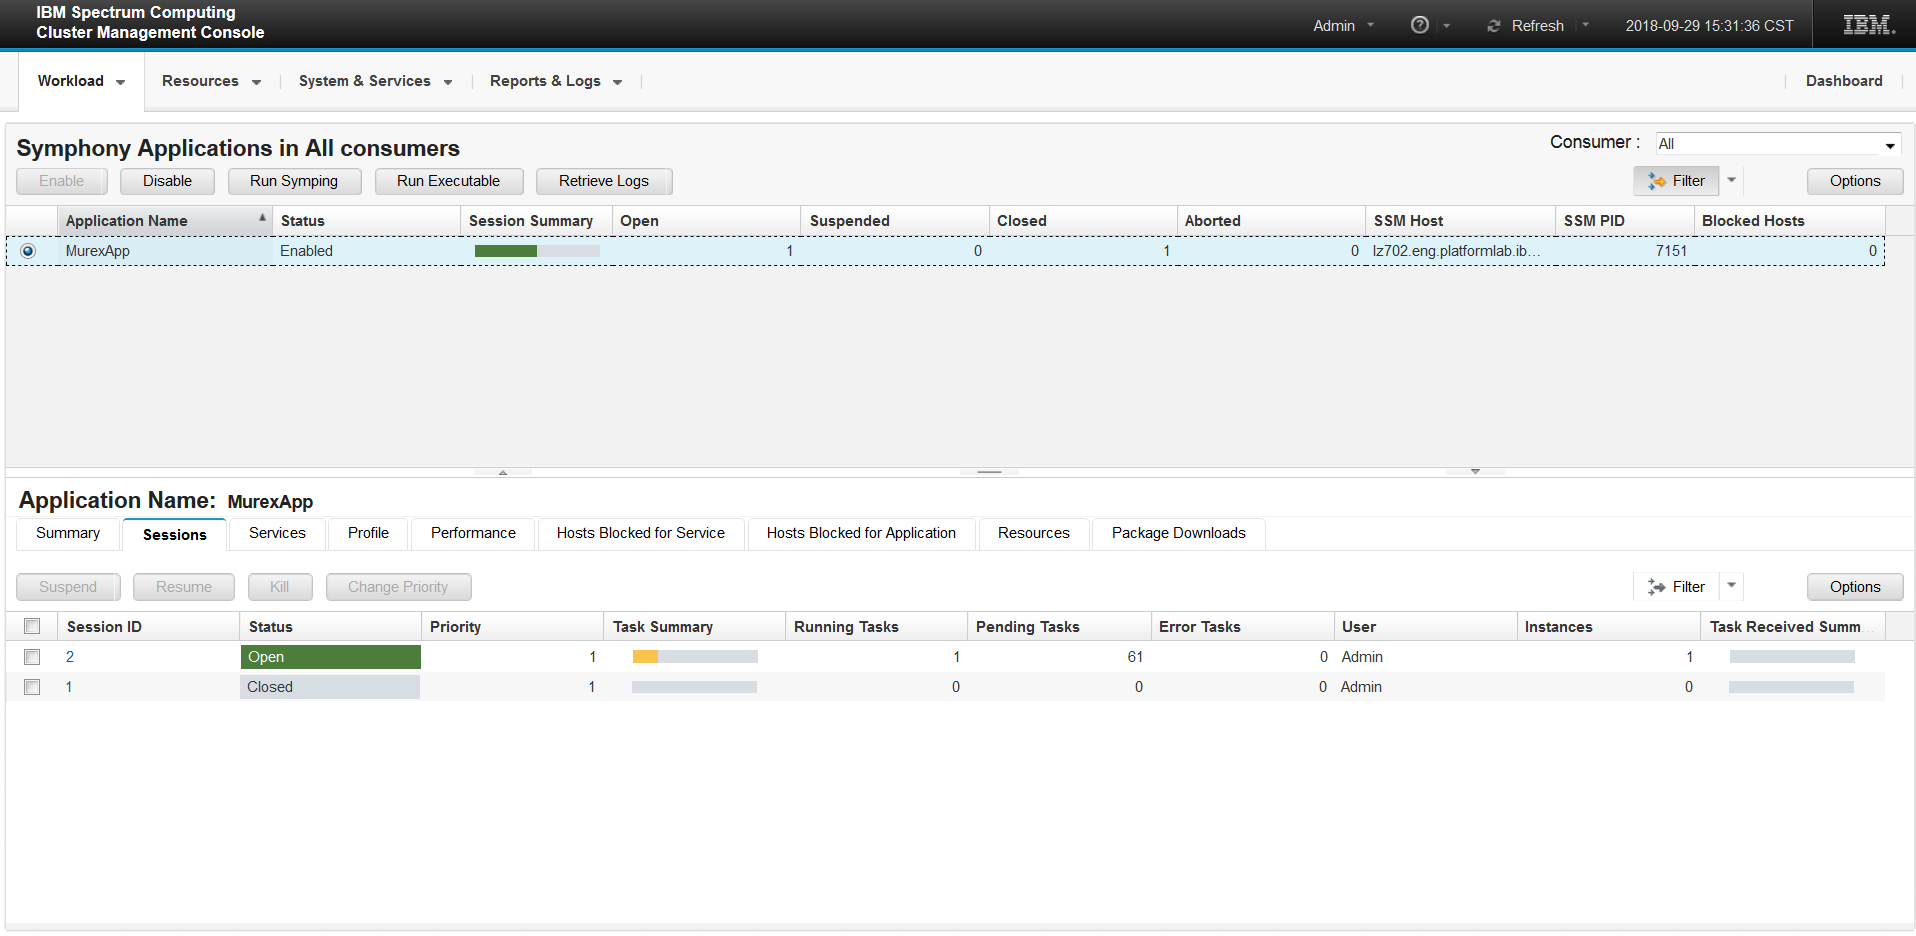 IBM Spectrum Computing
Cluster Management Console
Admin
Refresh
2018-09-29 15:31:36 CST
IBM.
Workload
Resources
System & Services
Reports & Logs
Dashboard
Symphony Applications in All consumers
Consumer :
All
Enable
Disable
Run Symping
Run Executable
Retrieve Logs
Filter
Options
Application Name
Status
Session Summary
Open
Suspended
Closed
Aborted
SSM Host
SSM PID
Blocked Hosts
MurexApp
Enabled
1
0
1
0
lz702.eng.platformlab.ib...
7151
0
Application Name: MurexApp
Summary
Sessions
Services
Profile
Performance
Hosts Blocked for Service
Hosts Blocked for Application
Resources
Package Downloads
Suspend
Resume
Kill
Change Priority
Filter
Options
Session ID
Status
Priority
Task Summary
Running Tasks
Pending Tasks
Error Tasks
User
Instances
Task Received Summ
2
Open
1
1
61
0
Admin
1
1
Closed
1
0
0
0
Admin
0